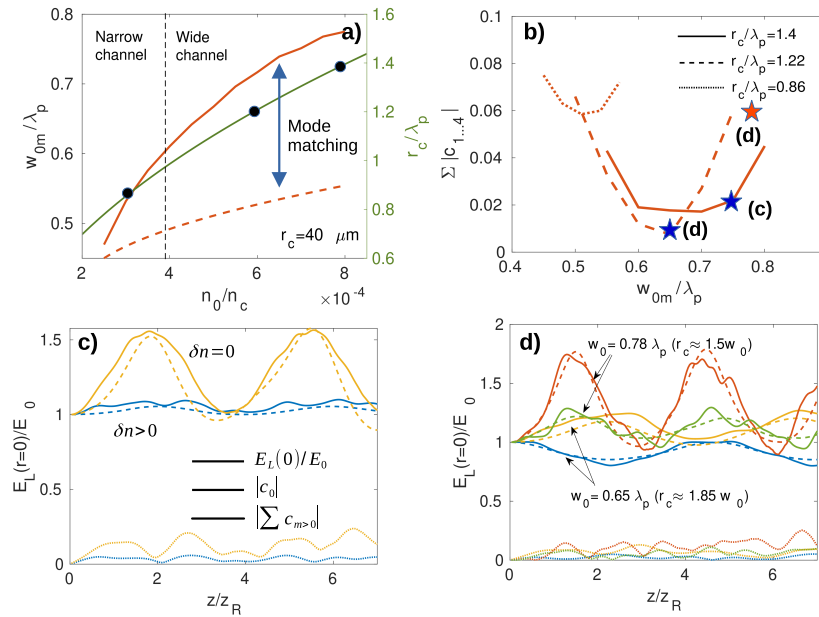 a)
Narrow channel
Wide channel
Mode matching
r_c=40 μm
w_0m/λ_p
0.8
0.7
0.6
0.5
r_c/λ_p
1.6
1.4
1.2
1
0.8
0.6
2 4 6 8
n_0/n_c
×10^-4
b)
r_c/λ_p=1.4
r_c/λ_p=1.22
r_c/λ_p=0.86
(d)
(c)
(d)
Σ |c_1...4|
0.1
0.08
0.06
0.04
0.02
0
0.4 0.5 0.6 0.7 0.8
w_0m/λ_p
c)
δn=0
δn>0
E_L(0)/E_0
|c_0|
|∑ c_m>0|
E_L(r=0)/E_0
1.5
1
0.5
0
0 2 4 6
z/z_R
d)
w_0=0.78 λ_p (r_c≈1.5w_0)
w_0=0.65 λ_p (r_c≈1.85 w_0)
E_L(r=0)/E_0
2
1.5
1
0.5
0
0 2 4 6
z/z_R